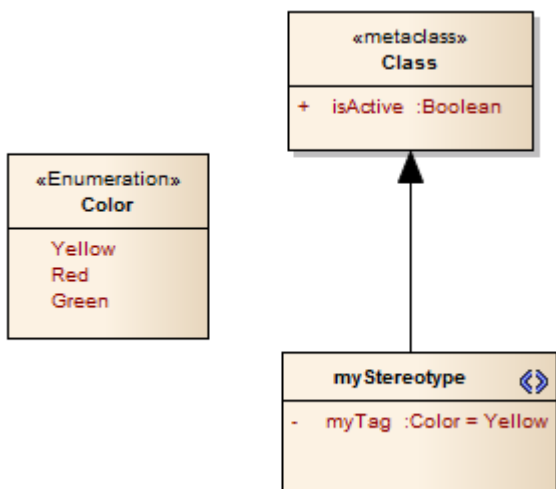 «metaclass»
Class
+ isActive :Boolean
«Enumeration»
Color
Yellow
Red
Green
myStereotype
- myTag :Color = Yellow